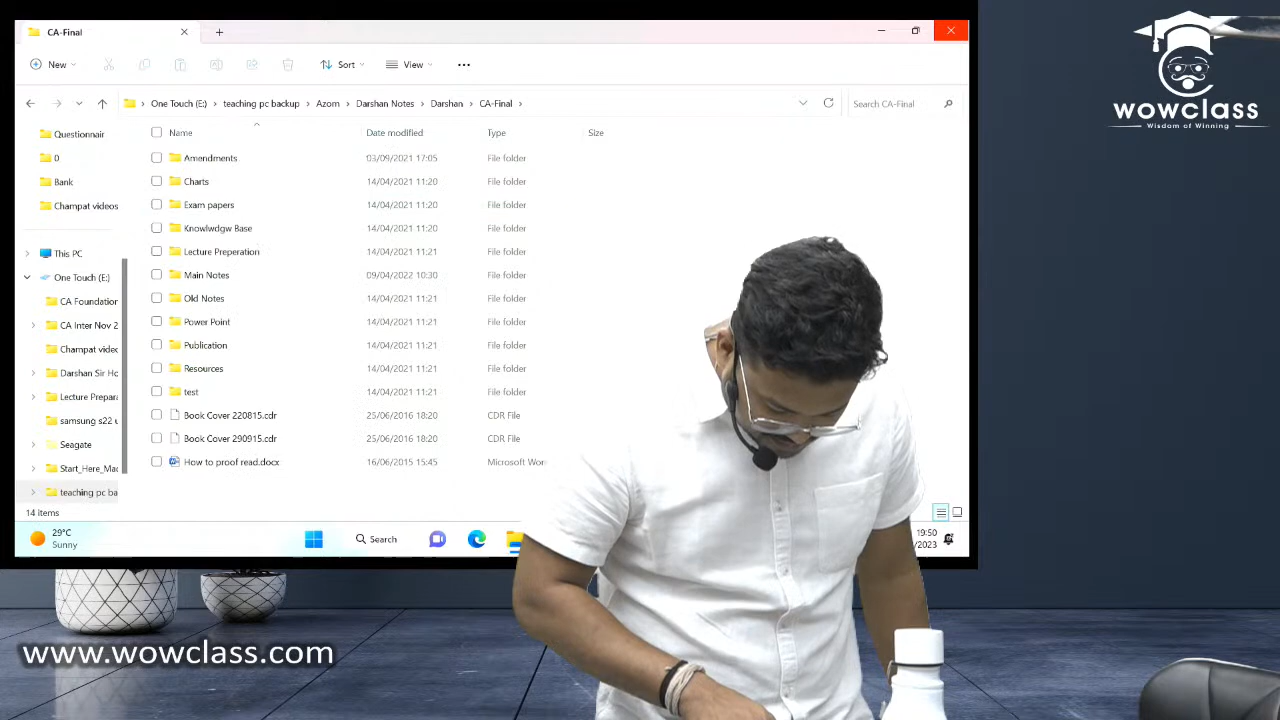 CA-Final
New
Sort
View
One Touch (E:) > teaching pc backup > Azom > Darshan Notes > Darshan > CA-Final >
Search CA-Final
Questionnair
0
Bank
Champat videos
This PC
One Touch (E:)
CA Foundation
CA Inter Nov 2
Champat videc
Darshan Sir Ho
Lecture Prepara
samsung s22 u
Seagate
Start_Here_Mac
teaching pc ba
Name Date modified Type Size
Amendments 03/09/2021 17:05 File folder
Charts 14/04/2021 11:20 File folder
Exam papers 14/04/2021 11:20 File folder
Knowlwdgw Base 14/04/2021 11:20 File folder
Lecture Preperation 14/04/2021 11:21 File folder
Main Notes 09/04/2022 10:30 File folder
Old Notes 14/04/2021 11:21 File folder
Power Point 14/04/2021 11:21 File folder
Publication 14/04/2021 11:21 File folder
Resources 14/04/2021 11:21 File folder
test 14/04/2021 11:21 File folder
Book Cover 220815.cdr 25/06/2016 18:20 CDR File
Book Cover 290915.cdr 25/06/2016 18:20 CDR File
How to proof read.docx 16/06/2015 15:45 Microsoft Wor
14 items
29°C
Sunny
Search
19:50
/2023
wowclass
Wisdom of Winning
www.wowclass.com